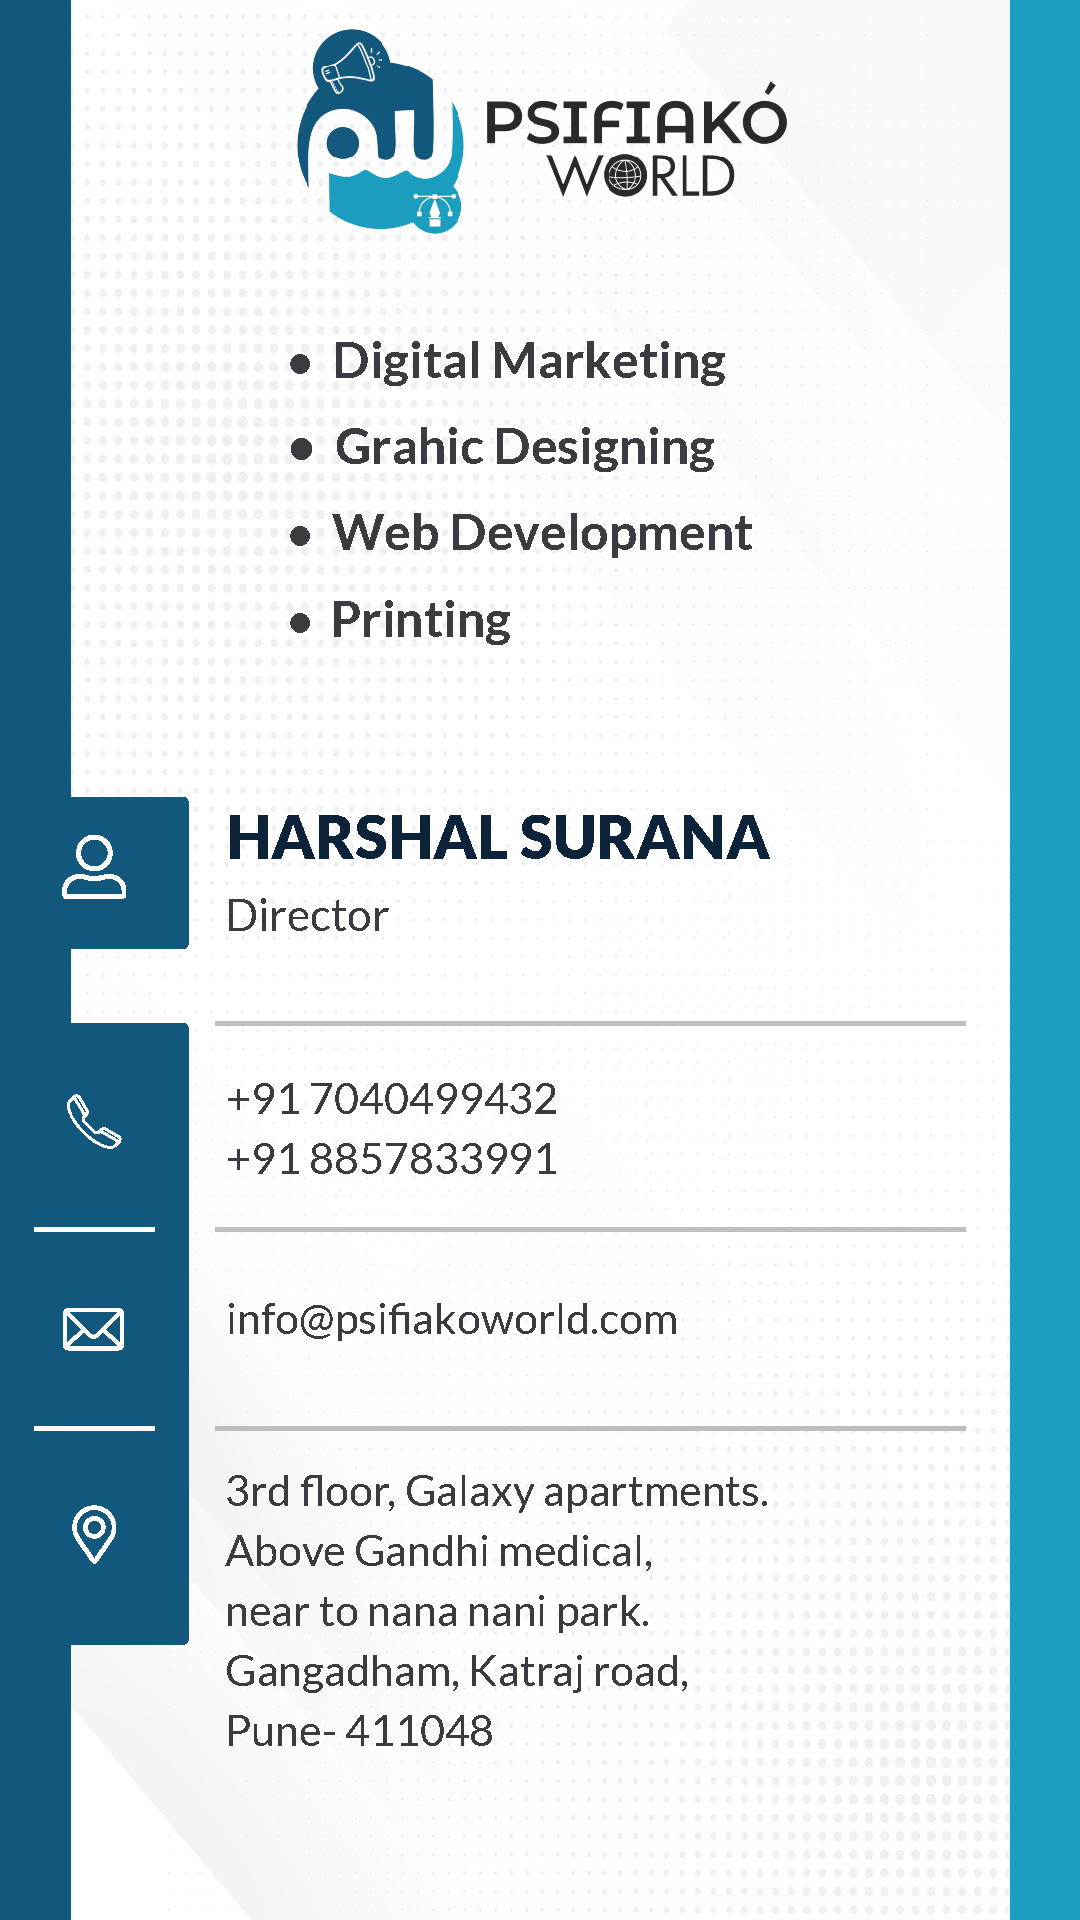 PSIFIAKÓ
WORLD
• Digital Marketing
• Grahic Designing
• Web Development
• Printing
HARSHAL SURANA
Director
+91 7040499432
+91 8857833991
info@psifiakoworld.com
3rd floor, Galaxy apartments.
Above Gandhi medical,
near to nana nani park.
Gangadham, Katraj road,
Pune- 411048